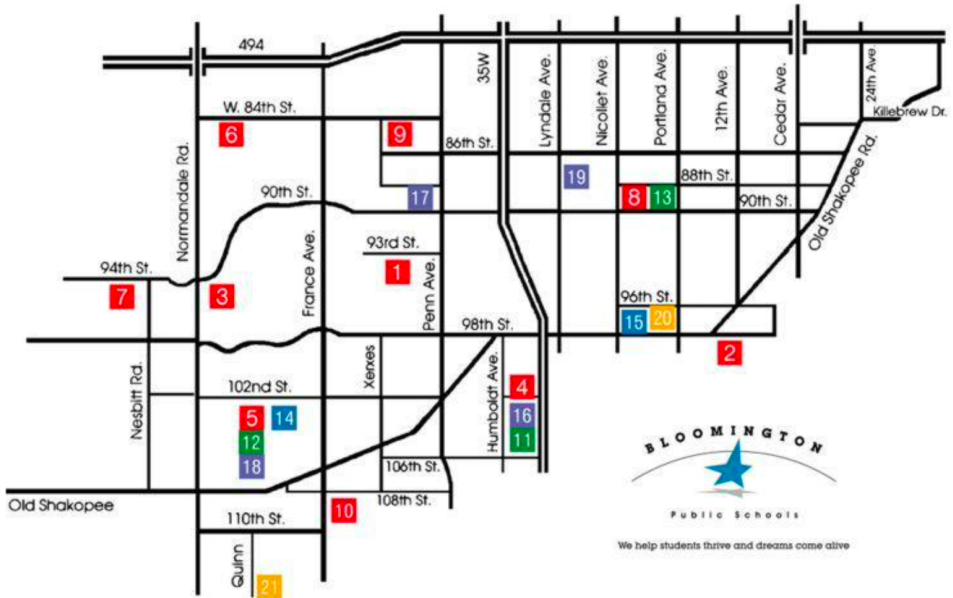 494
W. 84th St.
6
9
35W
Lyndale Ave.
Nicollet Ave.
Portland Ave.
12th Ave.
Cedar Ave.
24th Ave.
Killebrew Dr.
86th St.
Normandale Rd.
90th St.
17
19
88th St.
8
13
90th St.
Old Shakopee Rd.
93rd St.
94th St.
1
7
3
France Ave.
Penn Ave.
96th St.
15
20
98th St.
2
Nesbitt Rd.
Xerxes
Humboldt Ave.
102nd St.
4
5
14
16
12
11
18
106th St.
Old Shakopee
108th St.
10
110th St.
Quinn
21
BLOOMINGTON
Public Schools
We help students thrive and dreams come alive